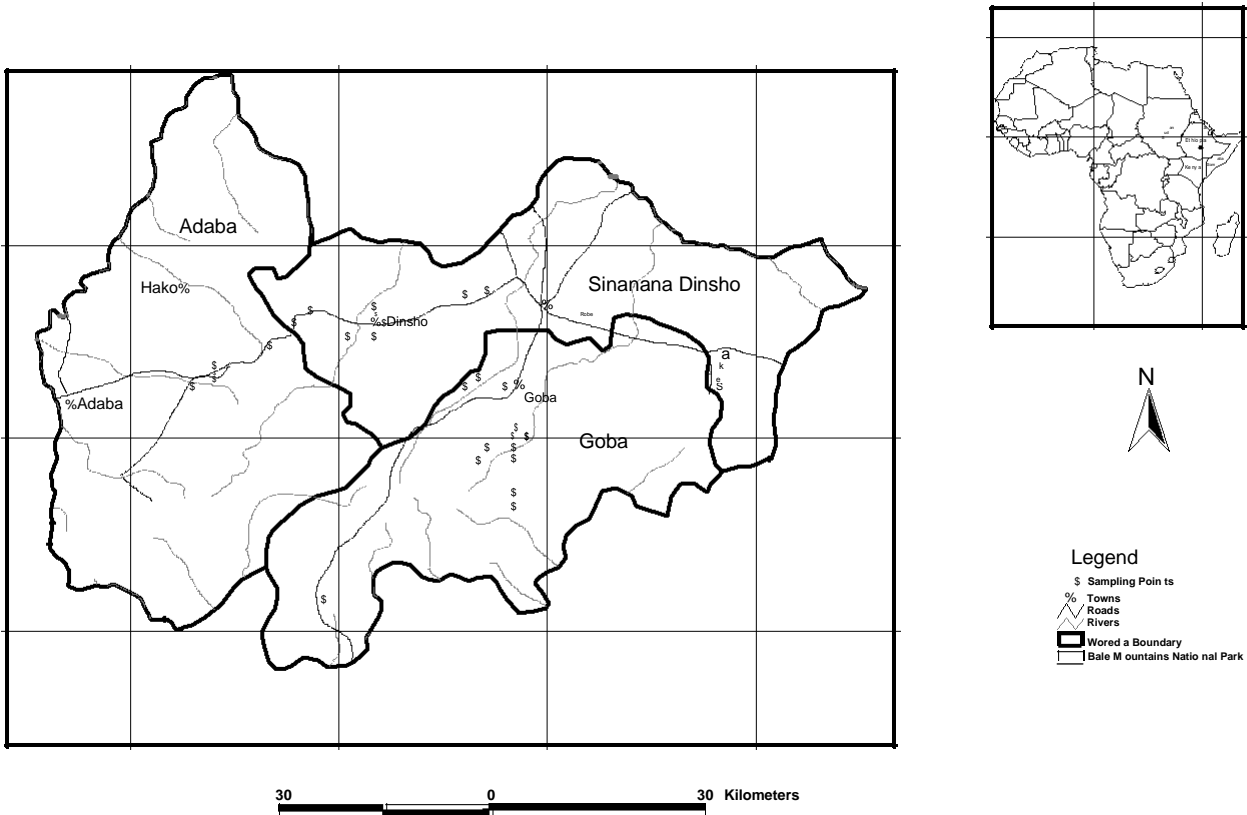 Adaba
Hako%
Sinanana Dinsho
%
Robe
%sDinsho
a
k
e
S
%
Goba
%Adaba
Goba
Kenya
N
Legend
$ Sampling Poin ts
% Towns
Roads
Rivers
Wored a Boundary
Bale M ountains Natio nal Park
30 0 30 Kilometers